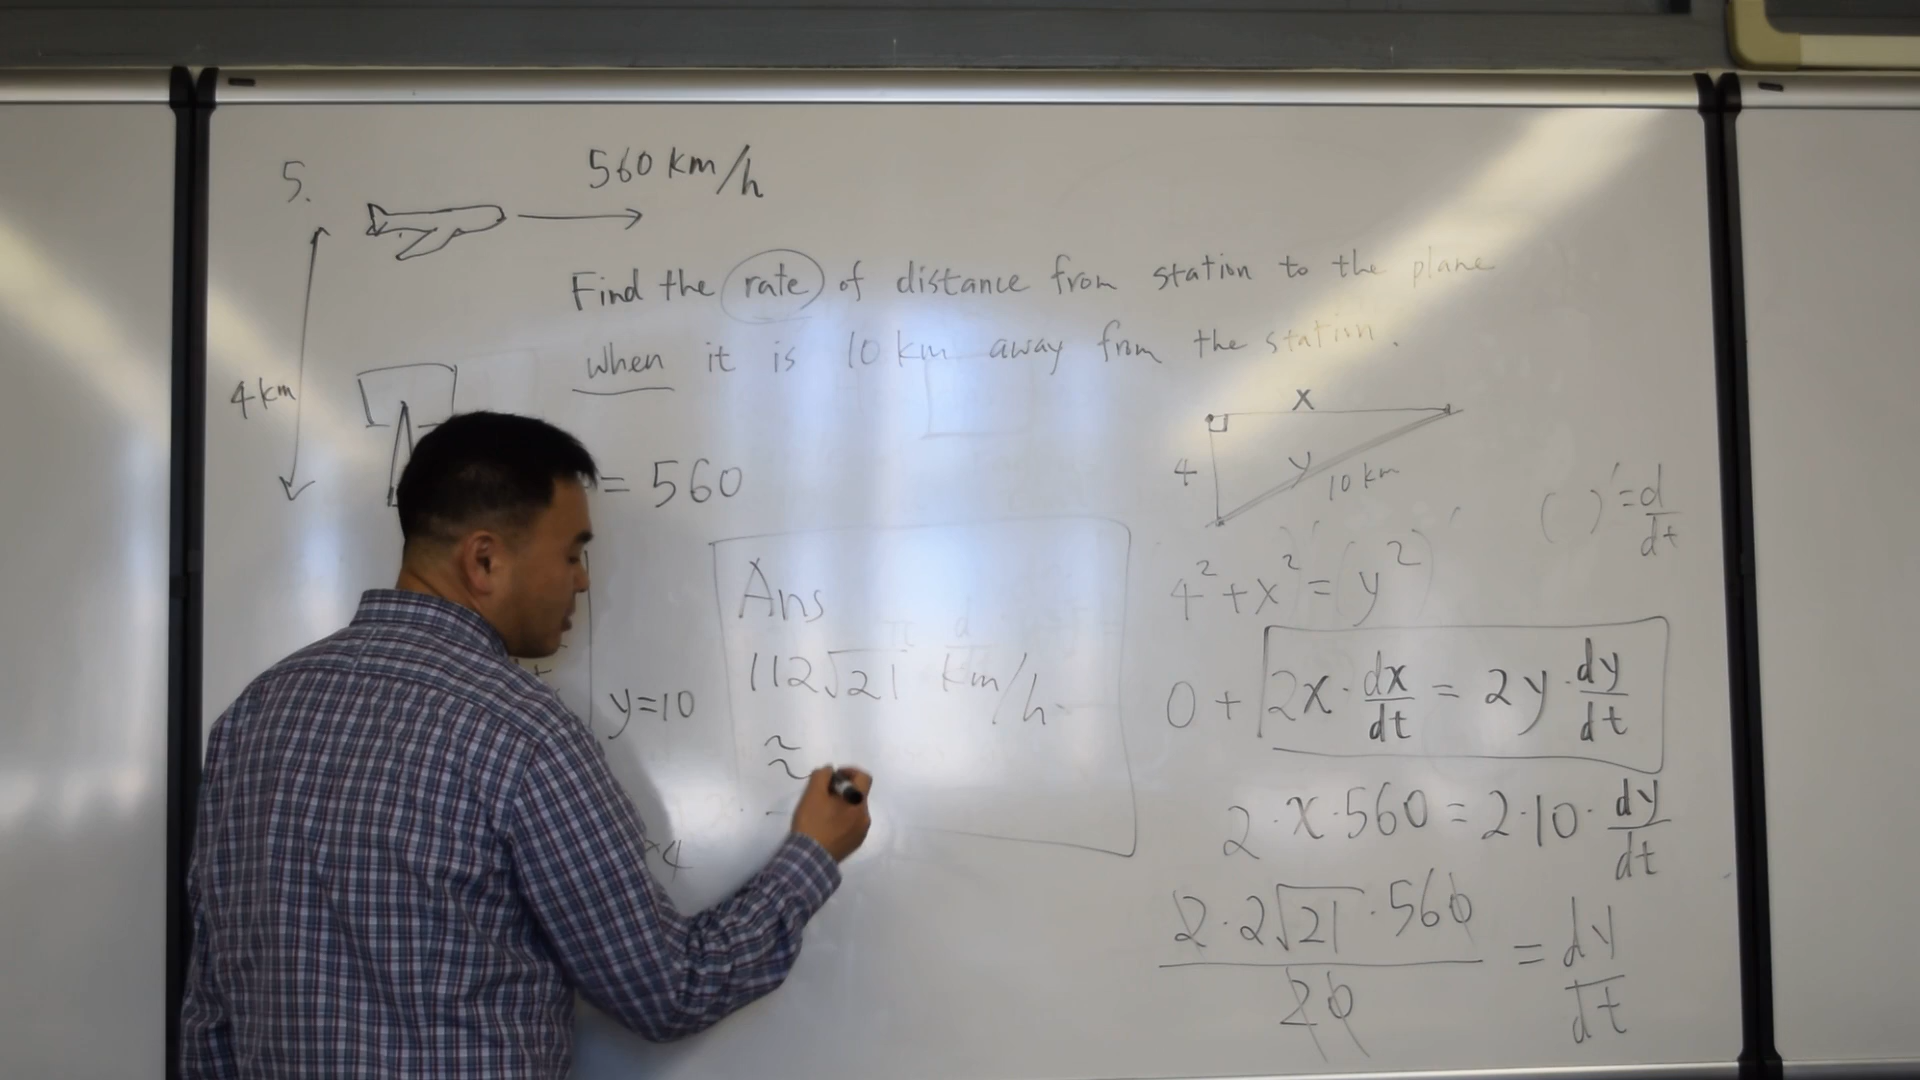 5.
560 km/h
Find the rate of distance from station to the plane
when it is 10 km away from the station.
4 km
= 560
x
4
y
10 km
( )' = d/dt
4² + x² = y²
Ans
112√21 km/h
≈
y=10
0 + 2x · dx/dt = 2y · dy/dt
2 · x · 560 = 2 · 10 · dy/dt
2 · 2√21 · 560 / 20 = dy/dt